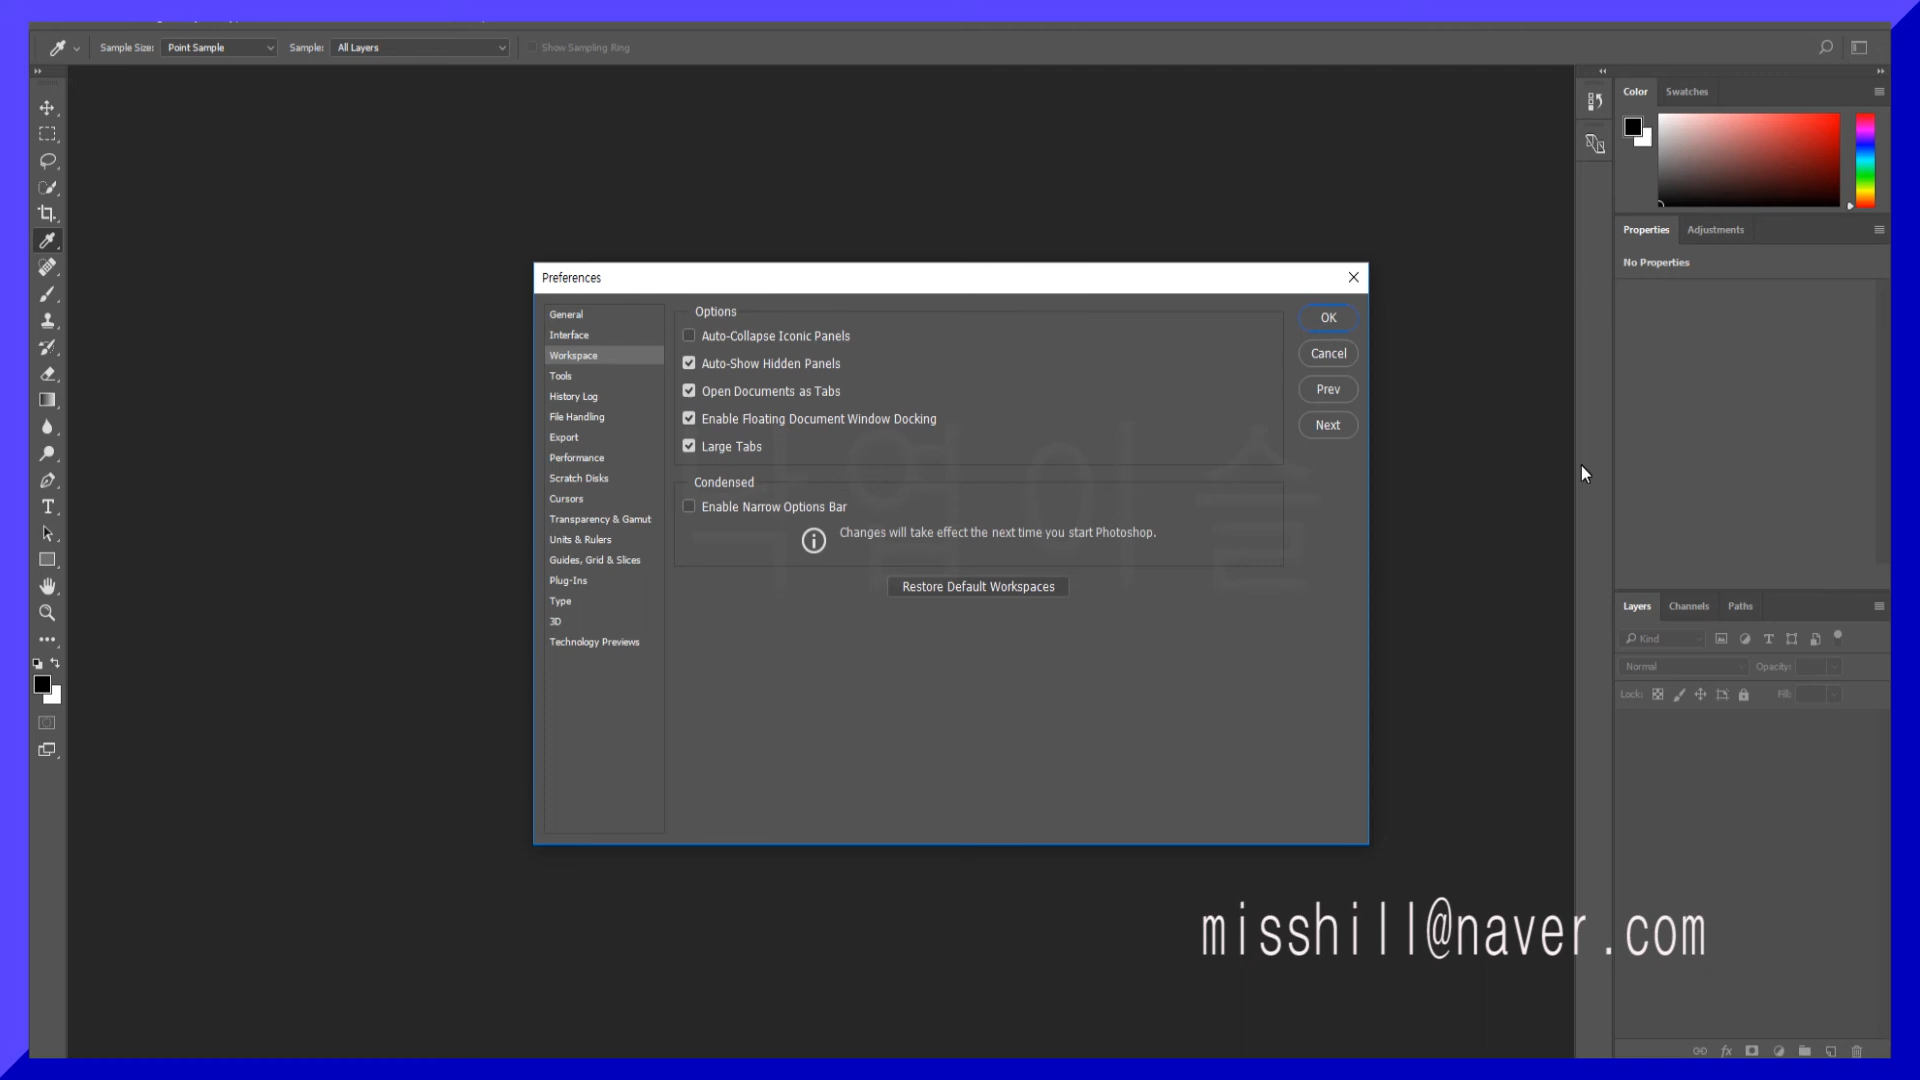 Sample Size: Point Sample Sample: All Layers Show Sampling Ring
Color Swatches
Properties Adjustments
No Properties
Preferences
General
Interface
Workspace
Tools
History Log
File Handling
Export
Performance
Scratch Disks
Cursors
Transparency & Gamut
Units & Rulers
Guides, Grid & Slices
Plug-Ins
Type
3D
Technology Previews
Options
Auto-Collapse Iconic Panels
Auto-Show Hidden Panels
Open Documents as Tabs
Enable Floating Document Window Docking
Large Tabs
Condensed
Enable Narrow Options Bar
Changes will take effect the next time you start Photoshop.
Restore Default Workspaces
OK
Cancel
Prev
Next
Layers Channels Paths
Kind
Normal Opacity:
Lock: Fill:
misshill@naver.com